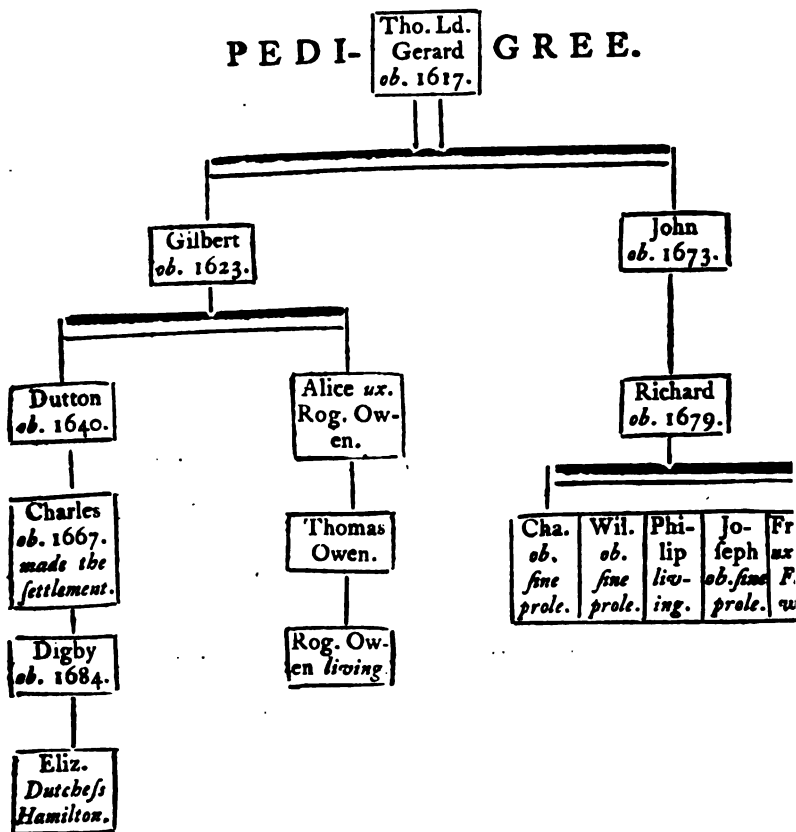 PEDI- GREE.
Tho. Ld.
Gerard
ob. 1617.
Gilbert
ob. 1623.
John
ob. 1673.
Dutton
ob. 1640.
Alice ux.
Rog. Ow-
en.
Richard
ob. 1679.
Charles
ob. 1667.
made the
ſettlement.
Thomas
Owen.
Cha.
ob.
ſine
prole.
Wil.
ob.
ſine
prole.
Phi-
lip
liv-
ing.
Jo-
ſeph
ob. ſine
prole.
Fr
ux
F.
Digby
ob. 1684.
Rog. Ow-
en living
Eliz.
Dutcheſs
Hamilton.